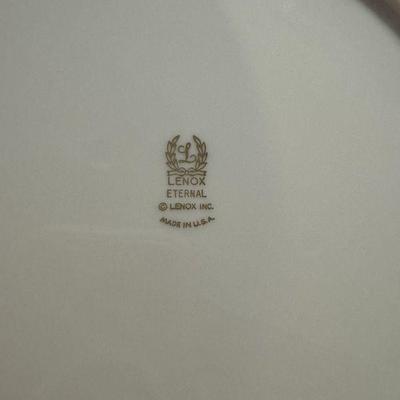 L
LENOX
ETERNAL
© LENOX INC.
MADE IN U.S.A.